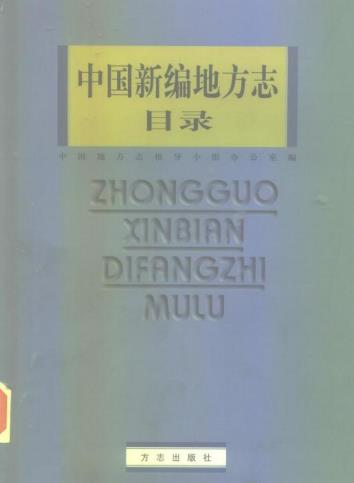 中国新编地方志
目录
中国地方志指导小组办公室编
ZHONGGUO
XINBIAN
DIFANGZHI
MULU
方志出版社